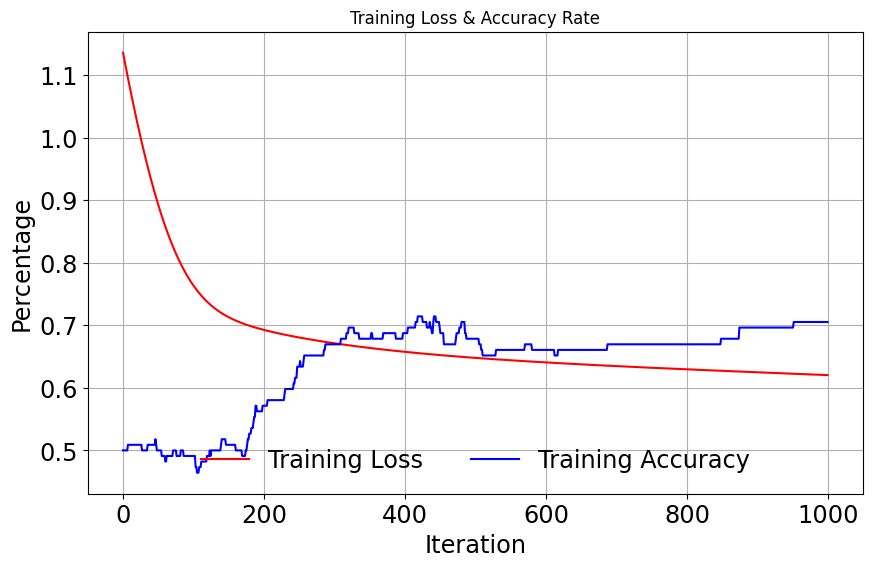 Training Loss & Accuracy Rate
Percentage
1.1
1.0
0.9
0.8
0.7
0.6
0.5
Training Loss
Training Accuracy
0
200
400
600
800
1000
Iteration